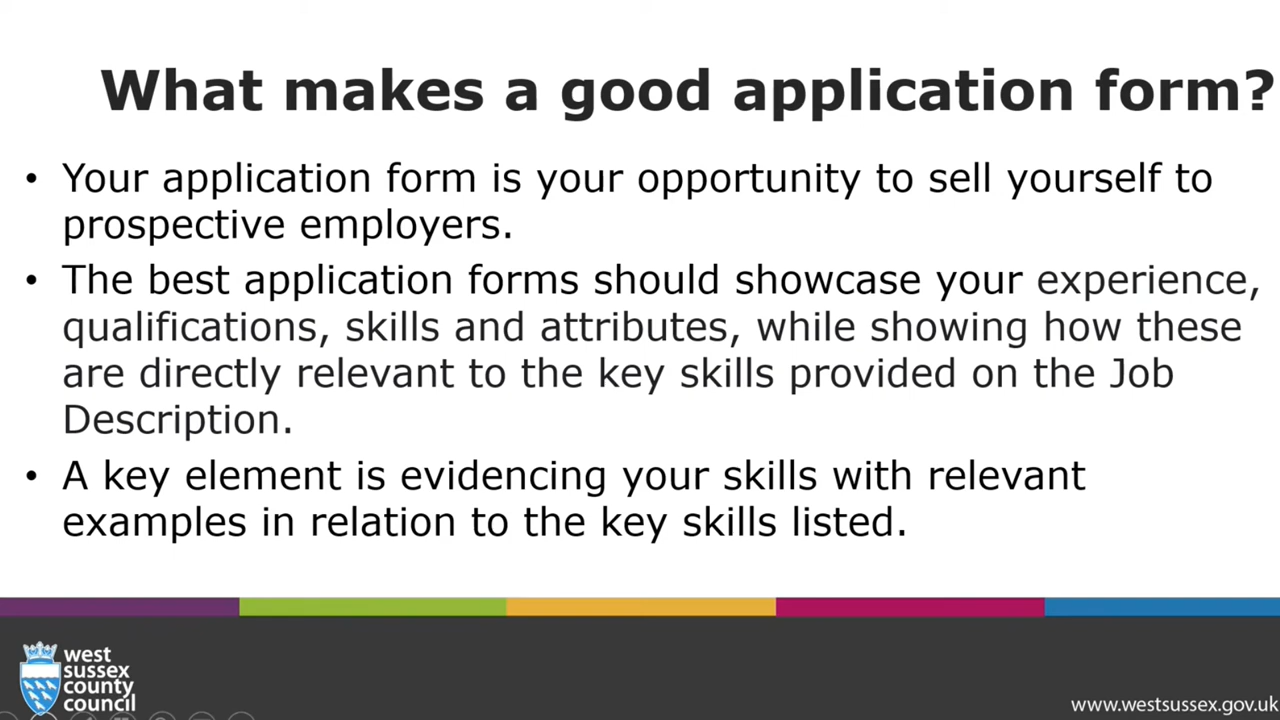 What makes a good application form?
• Your application form is your opportunity to sell yourself to
prospective employers.
• The best application forms should showcase your experience,
qualifications, skills and attributes, while showing how these
are directly relevant to the key skills provided on the Job
Description.
• A key element is evidencing your skills with relevant
examples in relation to the key skills listed.
west
sussex
county
council
www.westsussex.gov.uk